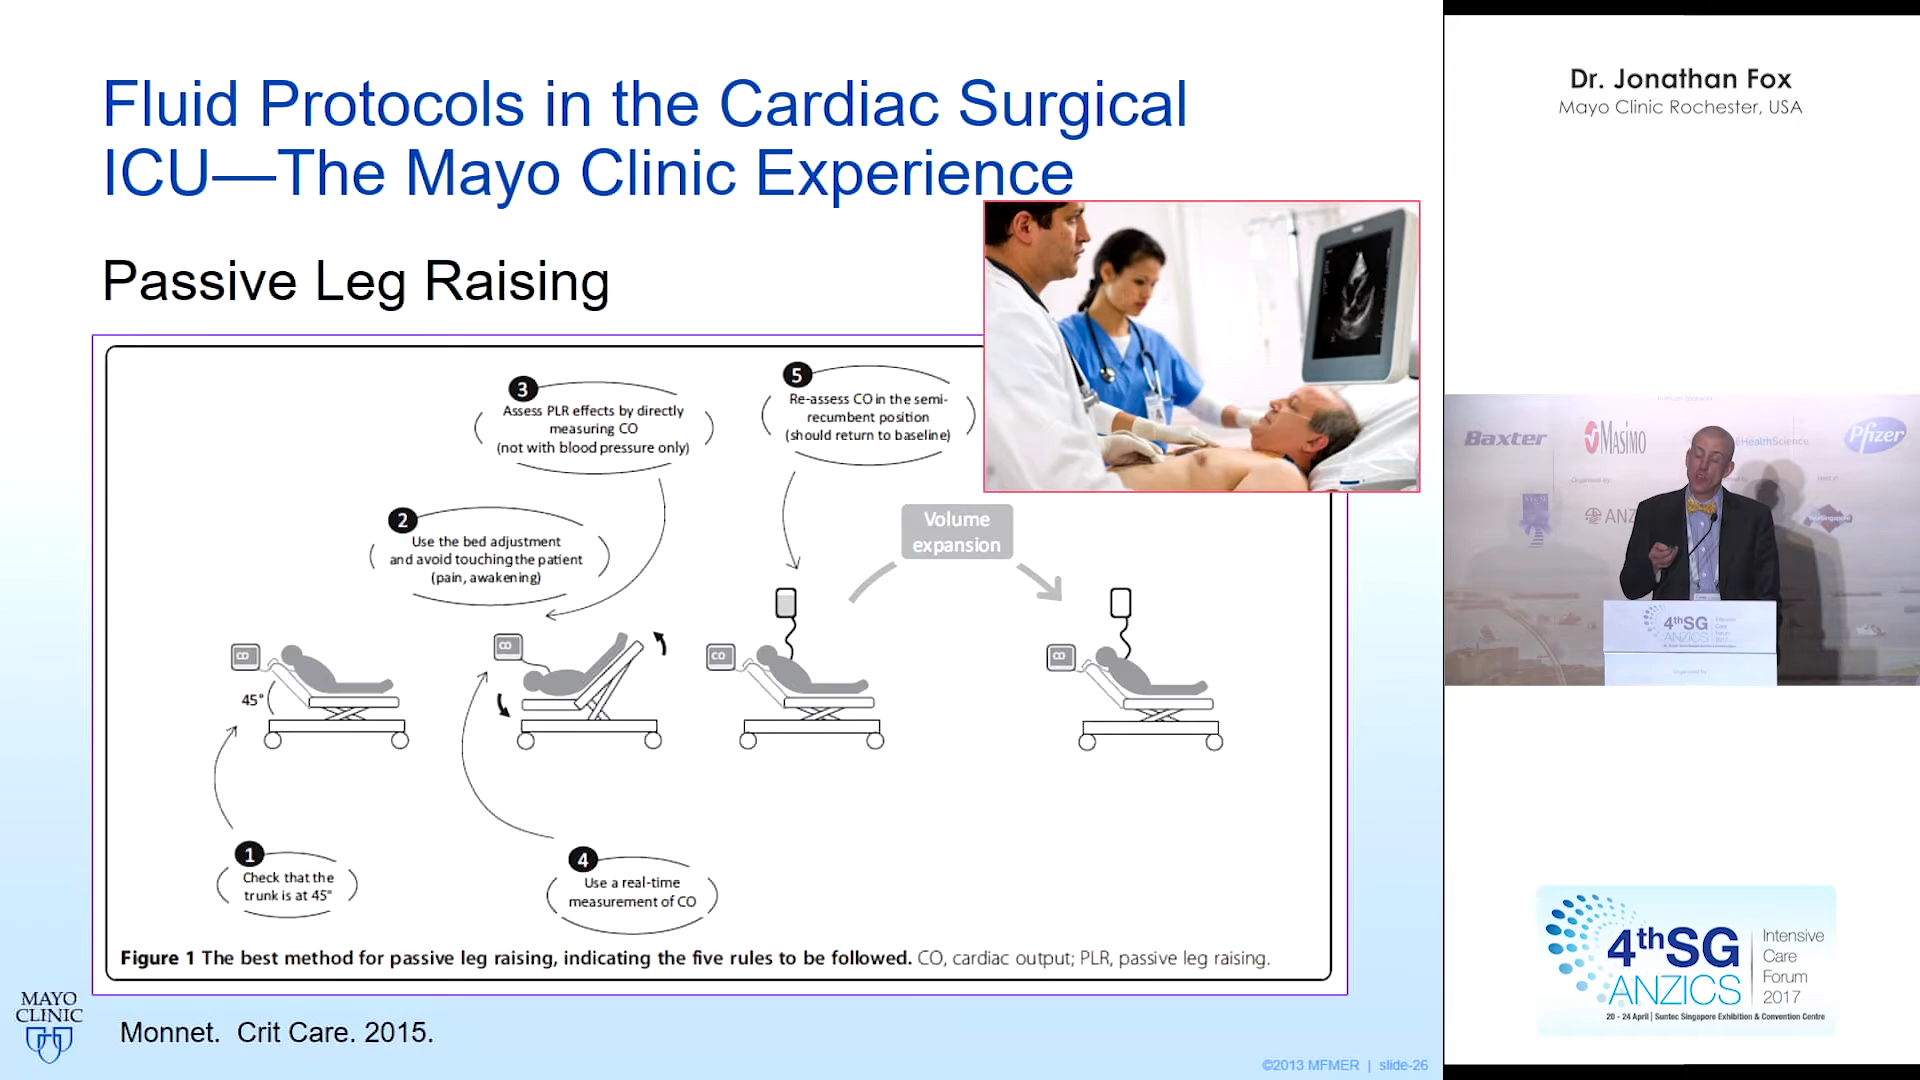 Fluid Protocols in the Cardiac Surgical
ICU—The Mayo Clinic Experience
Passive Leg Raising
3
Assess PLR effects by directly
measuring CO
(not with blood pressure only)
5
Re-assess CO in the semi-
recumbent position
(should return to baseline)
2
Use the bed adjustment
and avoid touching the patient
(pain, awakening)
Volume
expansion
CO
45°
CO
CO
CO
1
Check that the
trunk is at 45°
4
Use a real-time
measurement of CO
Figure 1 The best method for passive leg raising, indicating the five rules to be followed. CO, cardiac output; PLR, passive leg raising.
MAYO
CLINIC
Monnet. Crit Care. 2015.
©2013 MFMER | slide-26
Dr. Jonathan Fox
Mayo Clinic Rochester, USA
Baxter
MASIMO
HealthScience
Pfizer
Organised by:
ANZ
4thSG
ANZICS
4thSG
ANZICS
Intensive
Care
Forum
2017
20 - 24 April | Suntec Singapore Exhibition & Convention Centre